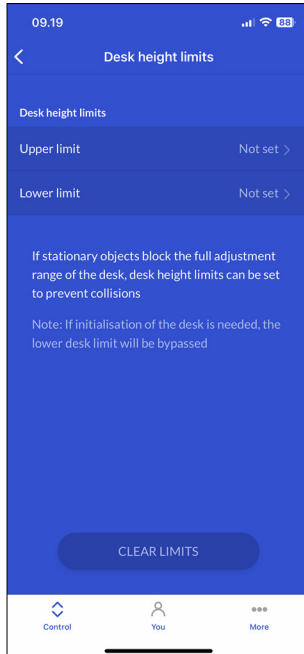 09.19
88
Desk height limits
Desk height limits
Upper limit Not set
Lower limit Not set
If stationary objects block the full adjustment
range of the desk, desk height limits can be set
to prevent collisions
Note: If initialisation of the desk is needed, the
lower desk limit will be bypassed
CLEAR LIMITS
Control You More